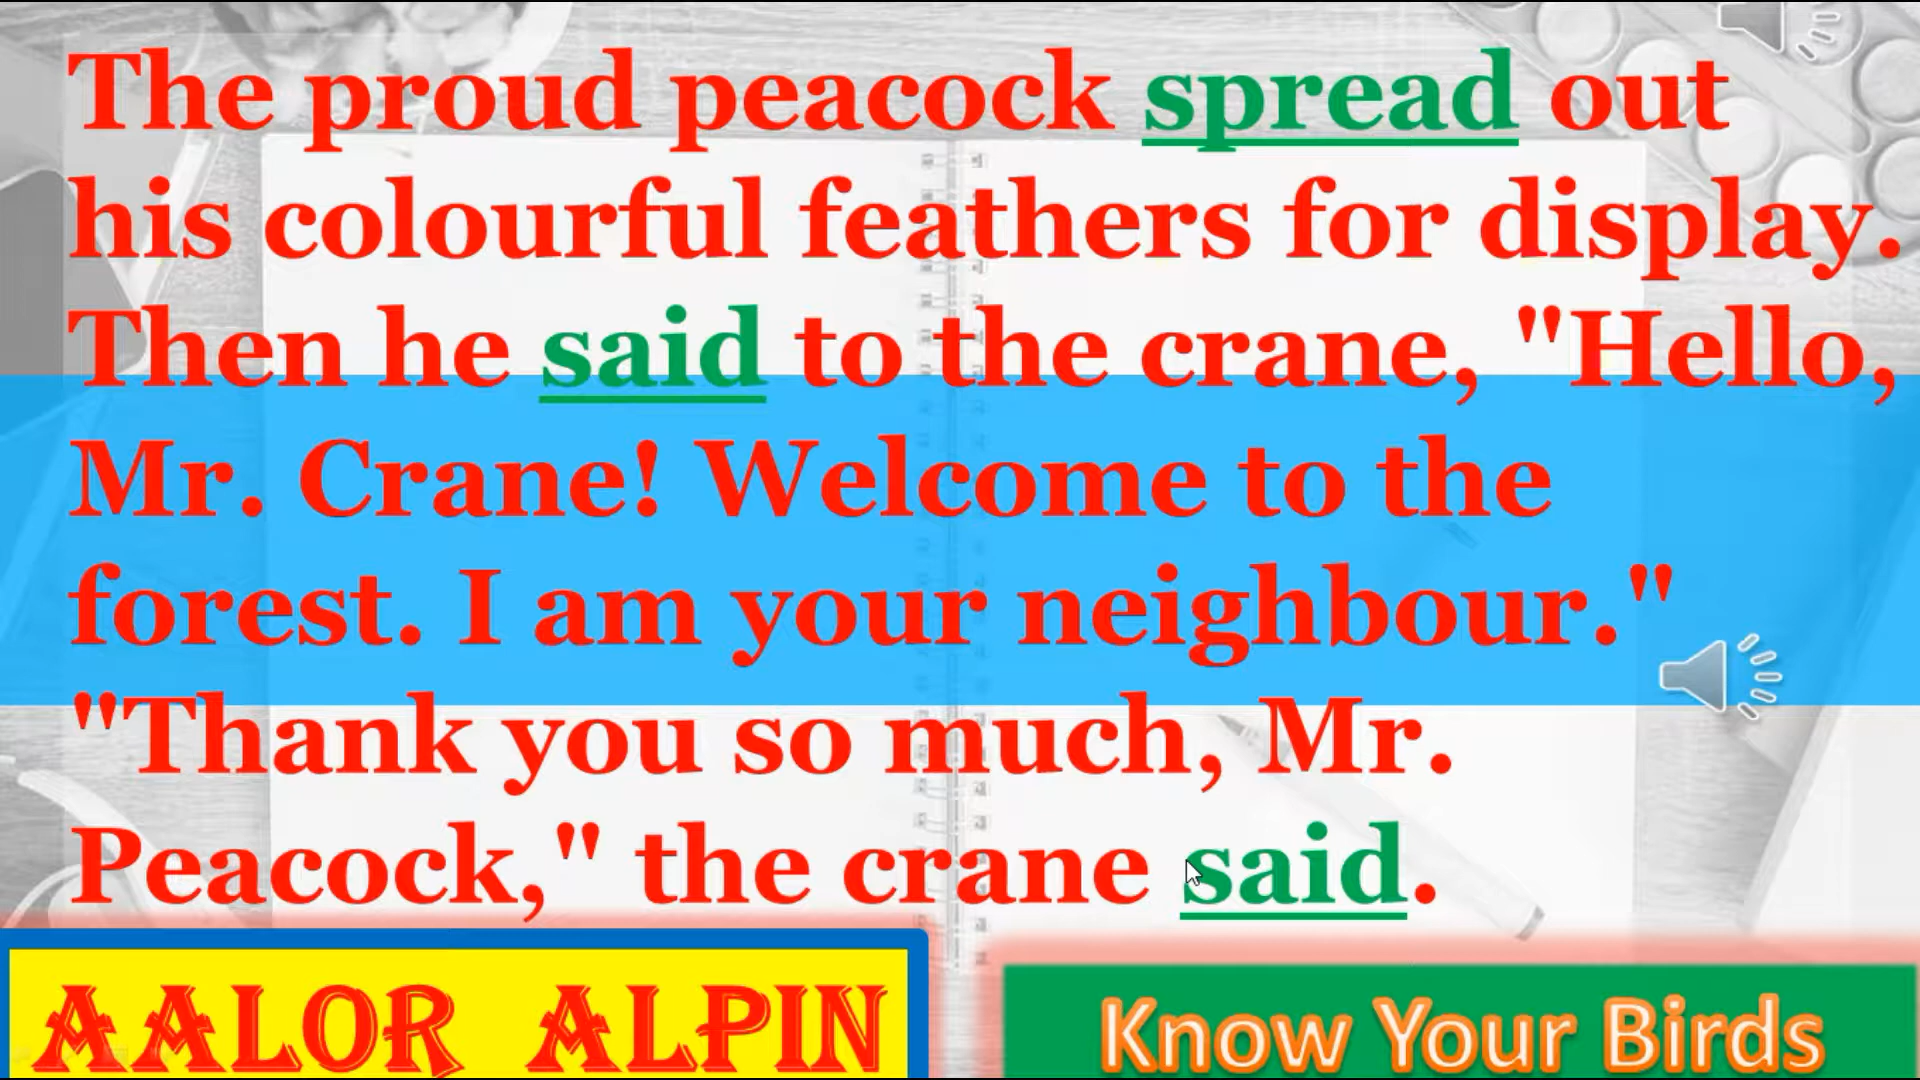 The proud peacock spread out
his colourful feathers for display.
Then he said to the crane, "Hello,
Mr. Crane! Welcome to the
forest. I am your neighbour."
"Thank you so much, Mr.
Peacock," the crane said.
AALOR ALPIN
Know Your Birds